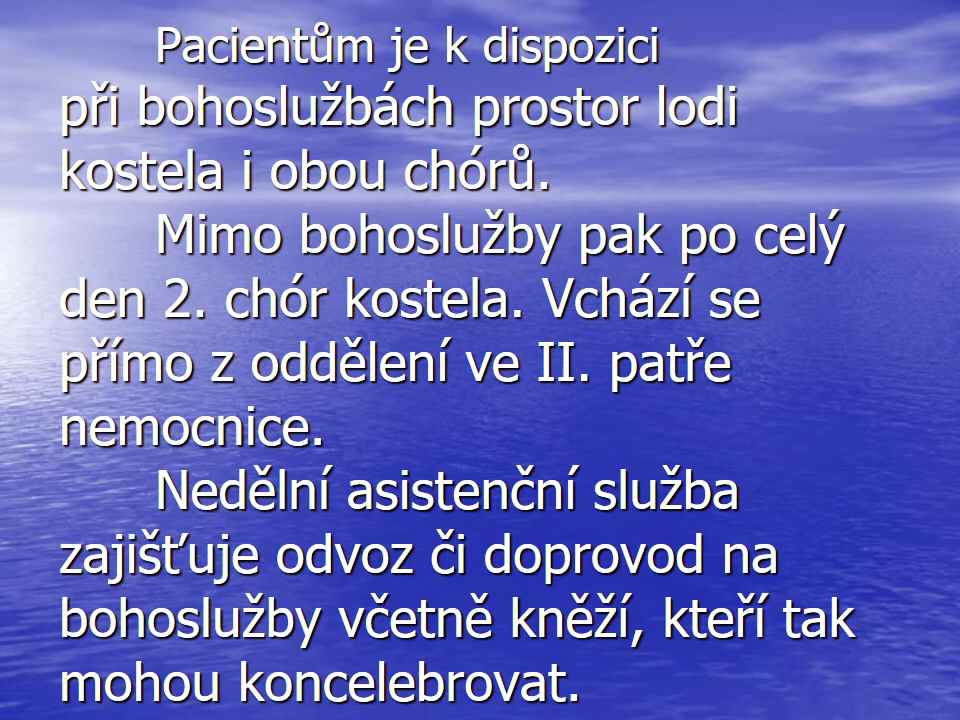 Pacientům je k dispozici
při bohoslužbách prostor lodi
kostela i obou chórů.
Mimo bohoslužby pak po celý
den 2. chór kostela. Vchází se
přímo z oddělení ve II. patře
nemocnice.
Nedělní asistenční služba
zajišťuje odvoz či doprovod na
bohoslužby včetně kněží, kteří tak
mohou koncelebrovat.